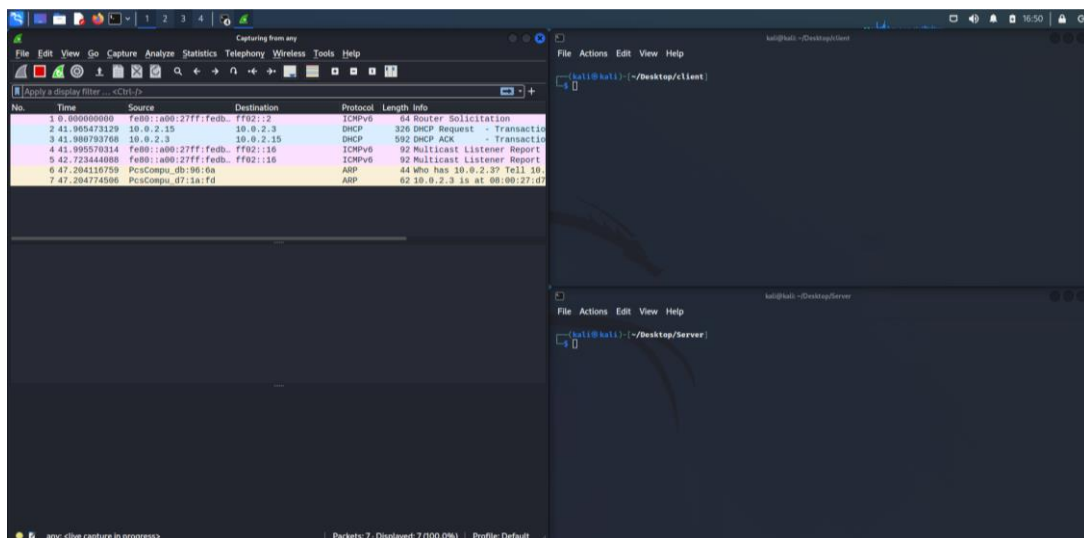 1 2 3 4
16:50
Capturing from any
File Edit View Go Capture Analyze Statistics Telephony Wireless Tools Help
Apply a display filter ... <Ctrl-/>
No. Time Source Destination Protocol Length Info
1 0.000000000 fe80::a00:27ff:fedb… ff02::2 ICMPv6 64 Router Solicitation
2 41.965473129 10.0.2.15 10.0.2.3 DHCP 326 DHCP Request - Transactio
3 41.980793768 10.0.2.3 10.0.2.15 DHCP 592 DHCP ACK - Transactio
4 41.995570314 fe80::a00:27ff:fedb… ff02::16 ICMPv6 92 Multicast Listener Report
5 42.723444088 fe80::a00:27ff:fedb… ff02::16 ICMPv6 92 Multicast Listener Report
6 47.204116759 PcsCompu_db:96:6a ARP 44 Who has 10.0.2.3? Tell 10.
7 47.204774506 PcsCompu_d7:1a:fd ARP 62 10.0.2.3 is at 08:00:27:d7
any: <live capture in progress> Packets: 7 · Displayed: 7 (100.0%) Profile: Default
kali@kali: ~/Desktop/client
File Actions Edit View Help
(kali㉿kali)-[~/Desktop/client]
$
kali@kali: ~/Desktop/Server
File Actions Edit View Help
(kali㉿kali)-[~/Desktop/Server]
$